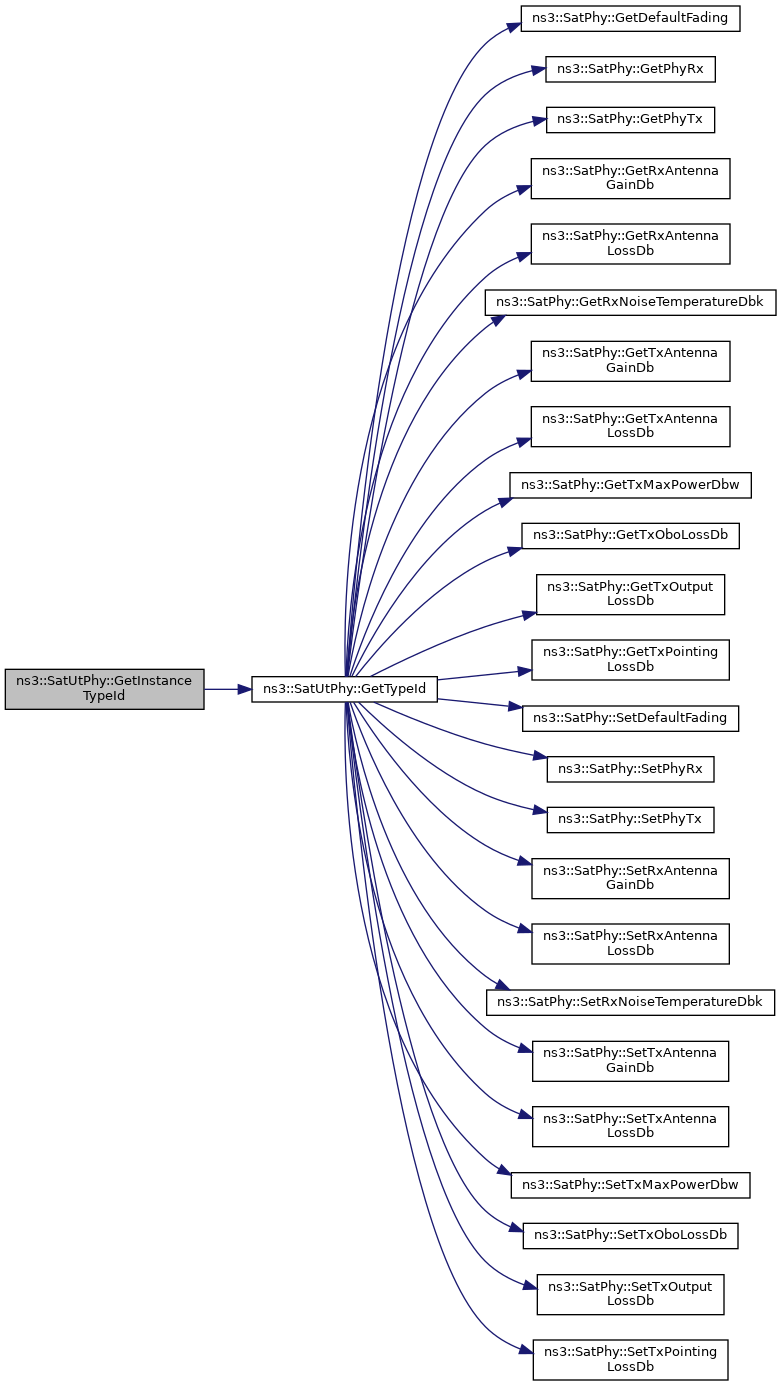 ns3::SatPhy::GetDefaultFading
ns3::SatPhy::GetPhyRx
ns3::SatPhy::GetPhyTx
ns3::SatPhy::GetRxAntenna
GainDb
ns3::SatPhy::GetRxAntenna
LossDb
ns3::SatPhy::GetRxNoiseTemperatureDbk
ns3::SatPhy::GetTxAntenna
GainDb
ns3::SatPhy::GetTxAntenna
LossDb
ns3::SatPhy::GetTxMaxPowerDbw
ns3::SatPhy::GetTxOboLossDb
ns3::SatPhy::GetTxOutput
LossDb
ns3::SatPhy::GetTxPointing
LossDb
ns3::SatUtPhy::GetInstance
TypeId
ns3::SatUtPhy::GetTypeId
ns3::SatPhy::SetDefaultFading
ns3::SatPhy::SetPhyRx
ns3::SatPhy::SetPhyTx
ns3::SatPhy::SetRxAntenna
GainDb
ns3::SatPhy::SetRxAntenna
LossDb
ns3::SatPhy::SetRxNoiseTemperatureDbk
ns3::SatPhy::SetTxAntenna
GainDb
ns3::SatPhy::SetTxAntenna
LossDb
ns3::SatPhy::SetTxMaxPowerDbw
ns3::SatPhy::SetTxOboLossDb
ns3::SatPhy::SetTxOutput
LossDb
ns3::SatPhy::SetTxPointing
LossDb